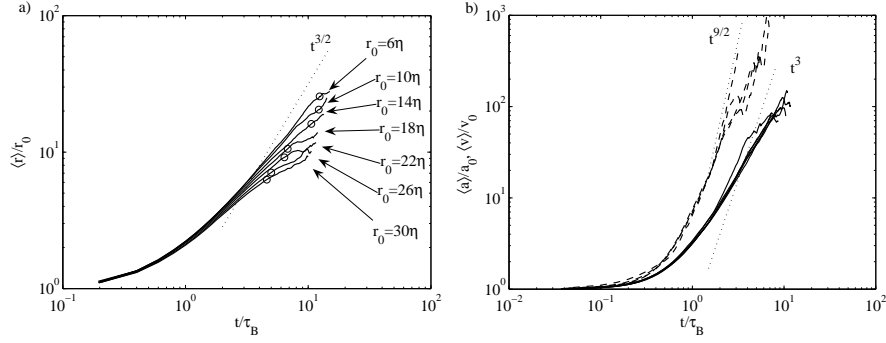 a)
10^2
10^1
10^0
10^-1
10^0
10^1
10^2
⟨r⟩/r_0
t/τ_B
t^3/2
r_0=6η
r_0=10η
r_0=14η
r_0=18η
r_0=22η
r_0=26η
r_0=30η
b)
10^3
10^2
10^1
10^0
10^-2
10^-1
10^0
10^1
10^2
⟨a⟩/a_0, ⟨v⟩/v_0
t/τ_B
t^9/2
t^3